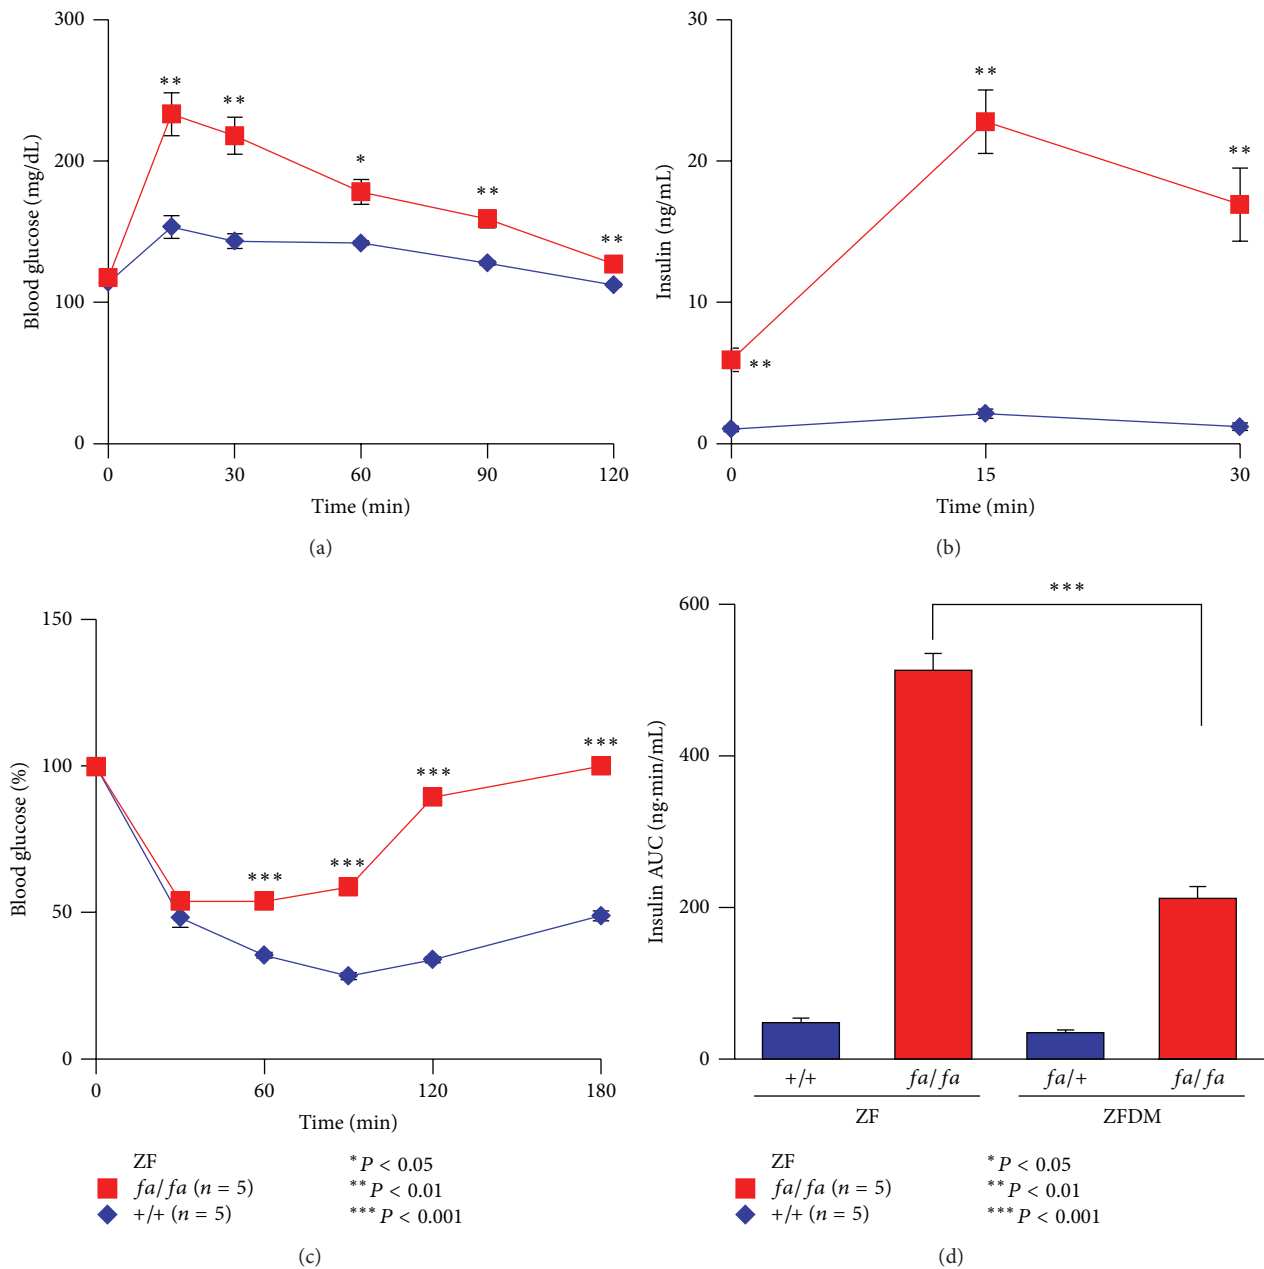 300
200
100
0
Blood glucose (mg/dL)
** ** * ** **
0 30 60 90 120
Time (min)
(a)
30
20
10
0
Insulin (ng/mL)
** ** **
0 15 30
Time (min)
(b)
150
100
50
0
Blood glucose (%)
*** *** *** ***
0 60 120 180
Time (min)
ZF
fa/fa (n = 5)
+/+ (n = 5)
*P < 0.05
**P < 0.01
***P < 0.001
(c)
600
400
200
0
Insulin AUC (ng·min/mL)
***
+/+ fa/fa fa/+ fa/fa
ZF ZFDM
ZF
fa/fa (n = 5)
+/+ (n = 5)
*P < 0.05
**P < 0.01
***P < 0.001
(d)